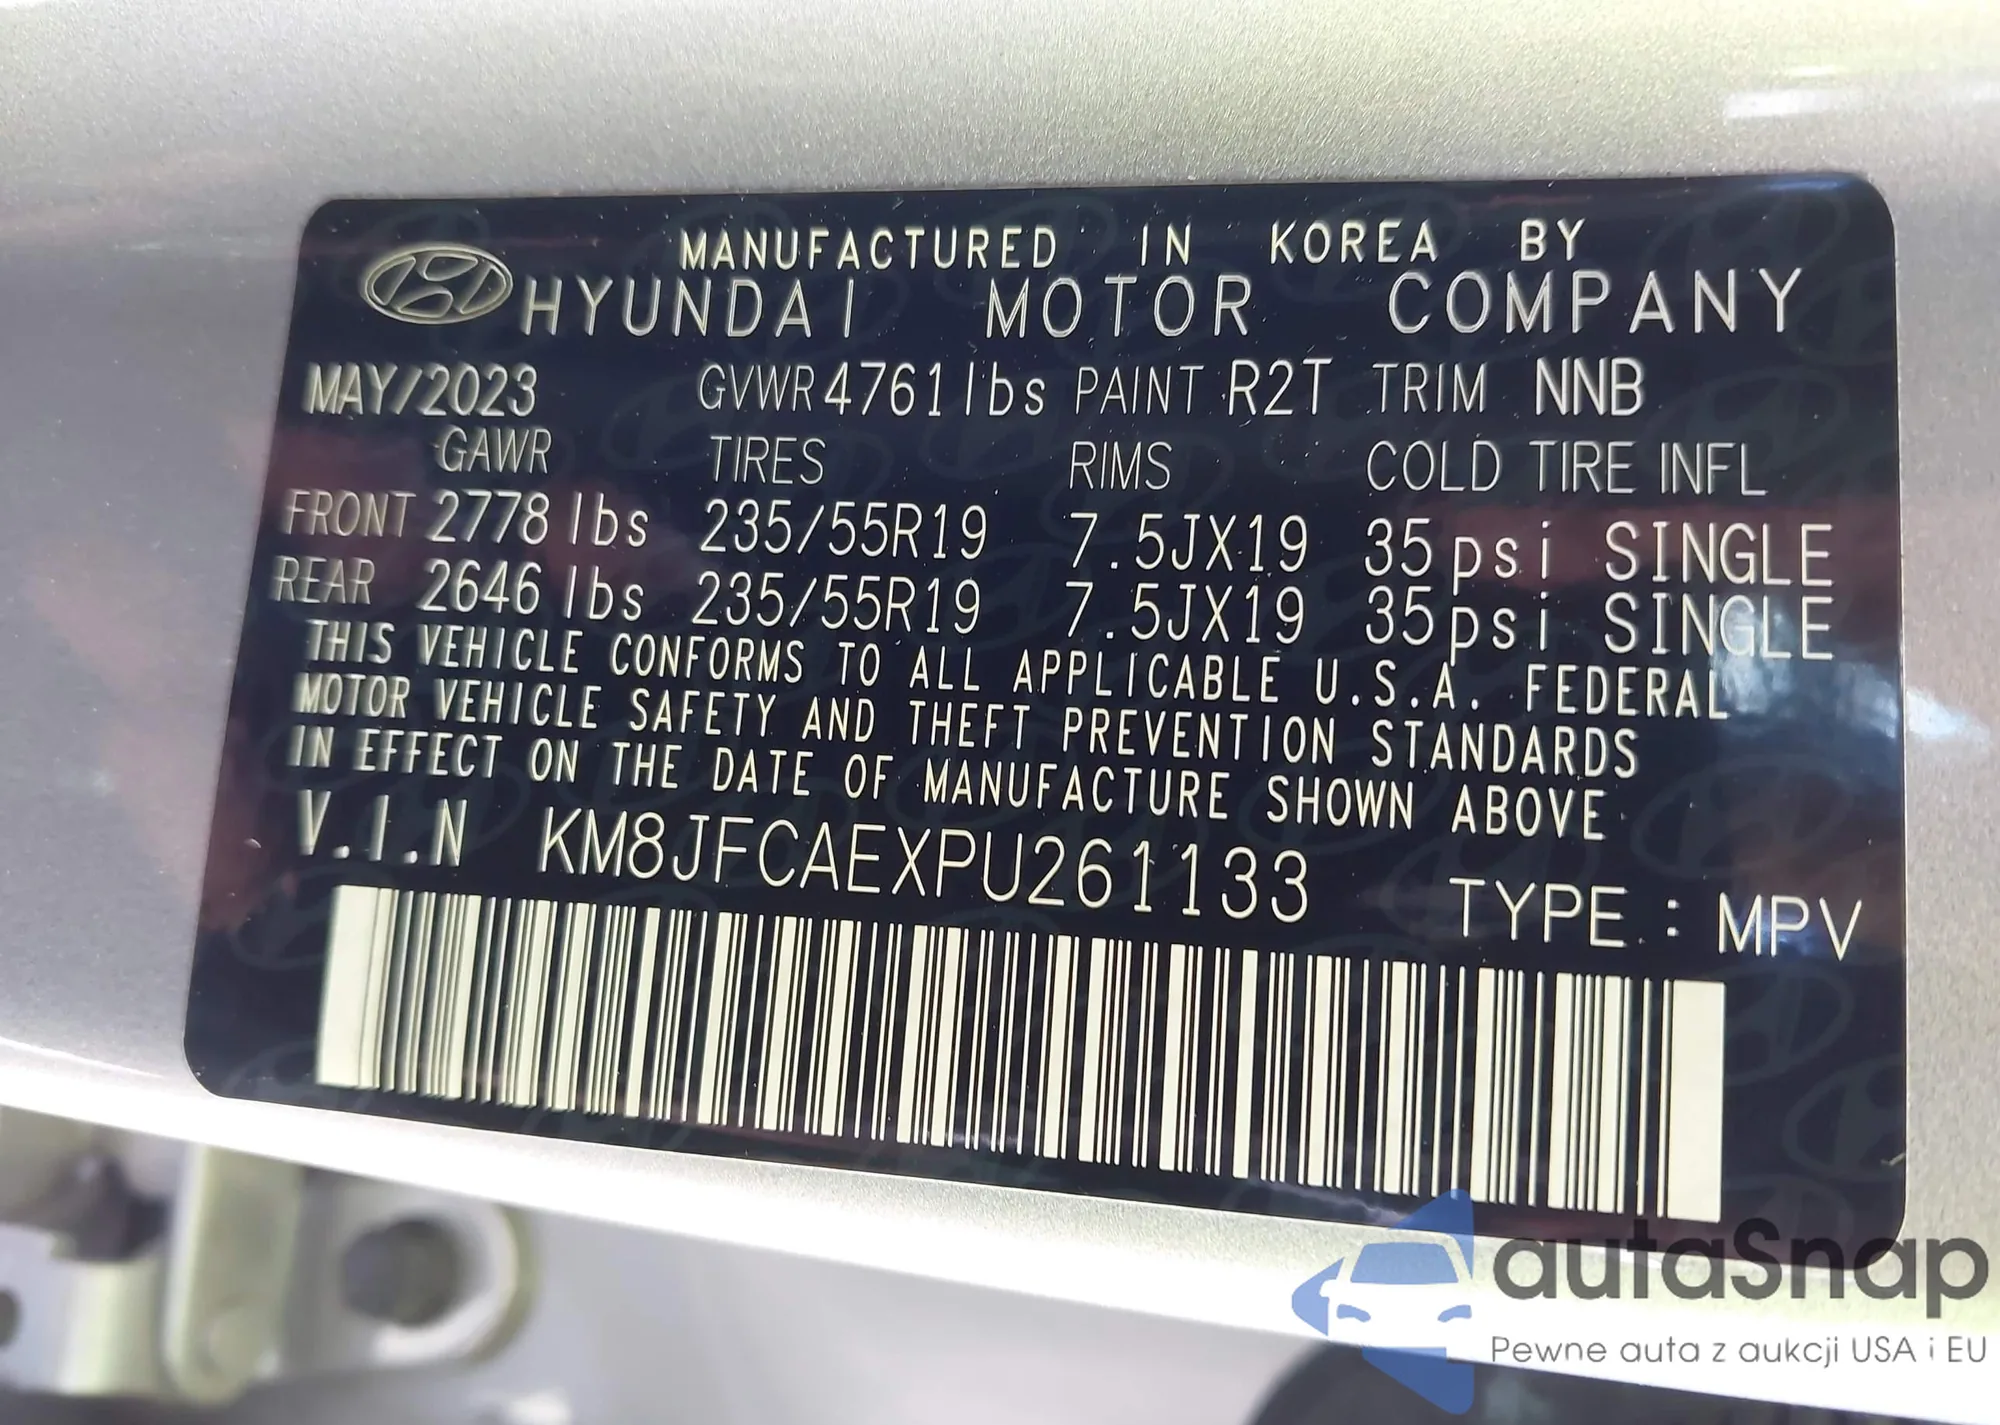 MANUFACTURED IN KOREA BY
HYUNDAI MOTOR COMPANY
MAY/2023 GVWR 4761lbs PAINT R2T TRIM NNB
GAWR TIRES RIMS COLD TIRE INFL
FRONT 2778 lbs 235/55R19 7.5JX19 35psi SINGLE
REAR 2646 lbs 235/55R19 7.5JX19 35psi SINGLE
THIS VEHICLE CONFORMS TO ALL APPLICABLE U.S.A. FEDERAL
MOTOR VEHICLE SAFETY AND THEFT PREVENTION STANDARDS
IN EFFECT ON THE DATE OF MANUFACTURE SHOWN ABOVE
V.I.N KM8JFCAEXPU261133 TYPE : MPV
autaSnap
Pewne auta z aukcji USA i EU